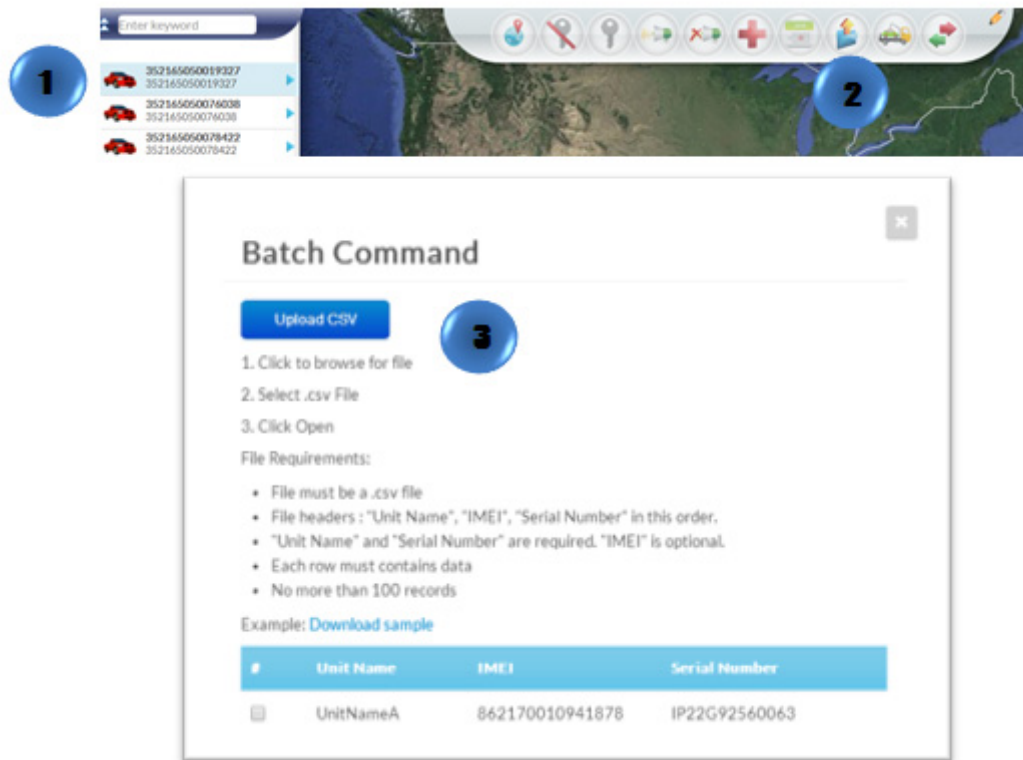 Enter keyword
1
352165050019327
352165050019327
352165050076038
352165050076038
352165050078422
352165050078422
2
Batch Command
Upload CSV
3
1. Click to browse for file
2. Select .csv File
3. Click Open
File Requirements:
• File must be a .csv file
• File headers : "Unit Name", "IMEI", "Serial Number" in this order.
• "Unit Name" and "Serial Number" are required. "IMEI" is optional.
• Each row must contains data
• No more than 100 records
Example: Download sample
# Unit Name IMEI Serial Number
UnitNameA 862170010941878 IP22G92560063